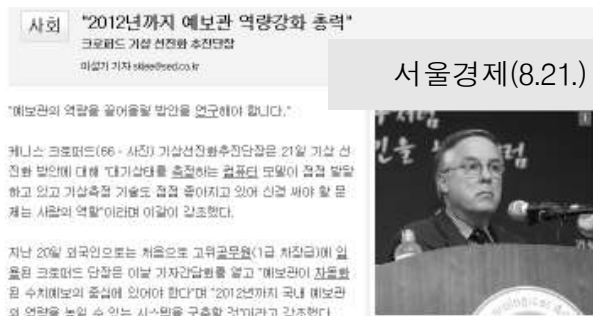 사회
"2012년까지 예보관 역량강화 총력"
크로퍼드 기상 선진화 추진단장
이성기 기자 sklee@sed.co.kr
서울경제(8.21.)
"예보관의 역량을 끌어올릴 방안을 연구해야 합니다."
케니스 크로퍼드(66·사진) 기상선진화추진단장은 21일 기상 선
진화 방안에 대해 "대기상태를 측정하는 컴퓨터 모델이 점점 발달
하고 있고 기상측정 기술도 점점 좋아지고 있어 신경 써야 할 문
제는 사람의 역할"이라며 이같이 강조했다.
지난 20일 외국인으로는 처음으로 고위공무원(1급 차장급)에 임
용된 크로퍼드 단장은 이날 기자간담회를 열고 "예보관이 자동화
된 수치예보의 중심에 있어야 한다"며 "2012년까지 국내 예보관
의 역량을 높일 수 있는 시스템을 구축할 것"이라고 강조했다.